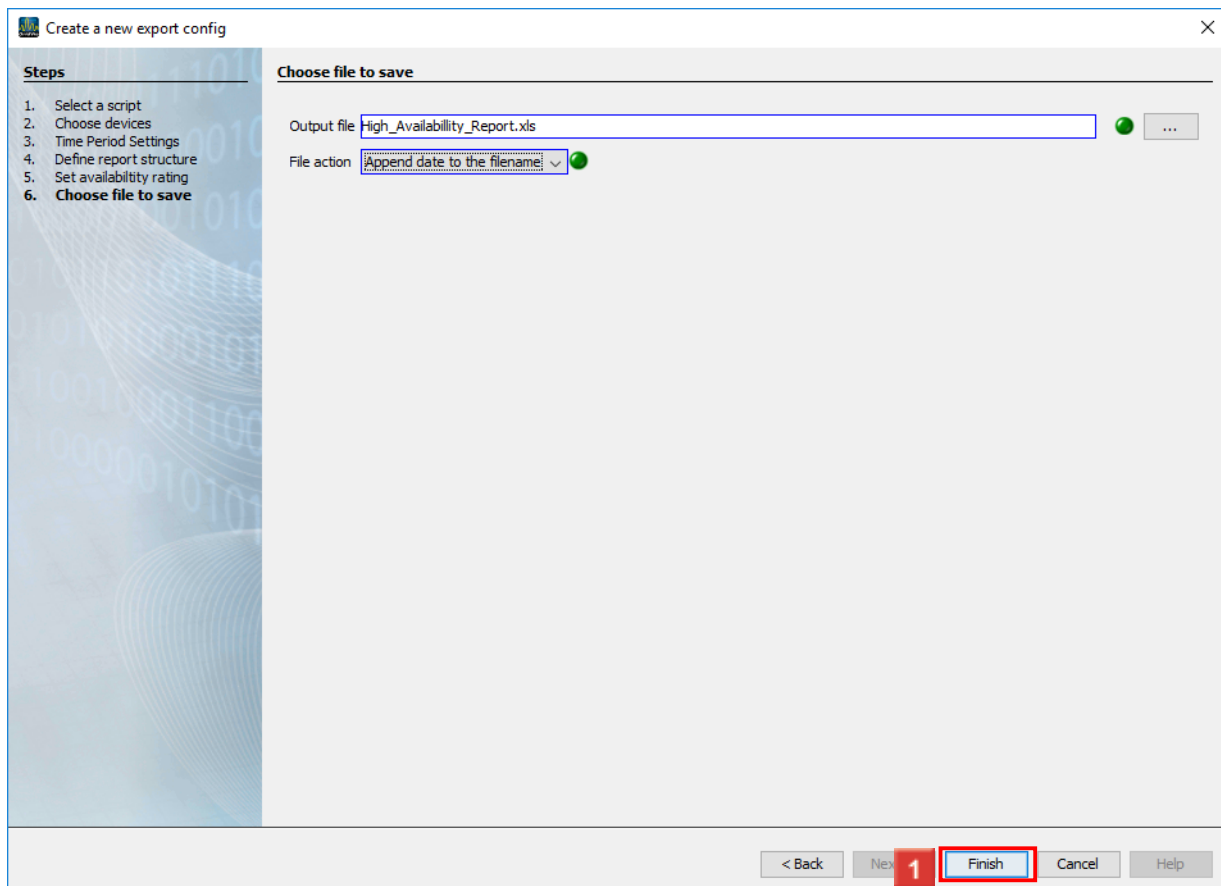 Create a new export config
Steps
1. Select a script
2. Choose devices
3. Time Period Settings
4. Define report structure
5. Set availabiltity rating
6. Choose file to save
Choose file to save
Output file High_Availabillity_Report.xls ...
File action Append date to the filename
< Back Nex 1 Finish Cancel Help